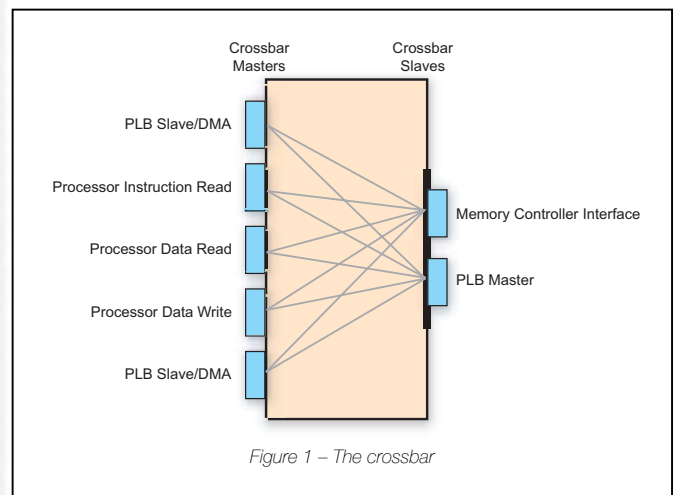 Crossbar
Masters
Crossbar
Slaves
PLB Slave/DMA
Processor Instruction Read
Processor Data Read
Processor Data Write
PLB Slave/DMA
Memory Controller Interface
PLB Master
Figure 1 – The crossbar